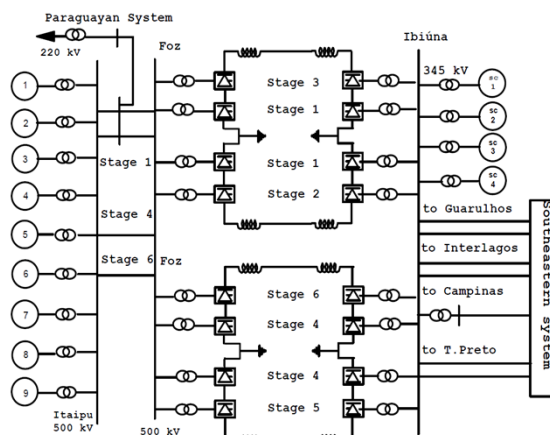 Paraguayan System
220 kV
Foz
Ibiúna
345 kV
1
2
3
4
5
6
7
8
9
Stage 1
Stage 4
Stage 6
Foz
Itaipu
500 kV
500 kV
Stage 3
Stage 1
Stage 1
Stage 2
Stage 6
Stage 4
Stage 4
Stage 5
sc
1
sc
2
sc
3
sc
4
to Guarulhos
to Interlagos
to Campinas
to T.Preto
Southeastern system